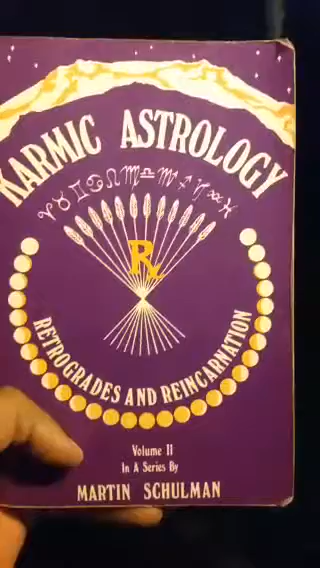 KARMIC ASTROLOGY
♈♉♊♋♌♍♎♏♐♑♒♓
℞
RETROGRADES AND REINCARNATION
Volume II
In A Series By
MARTIN SCHULMAN